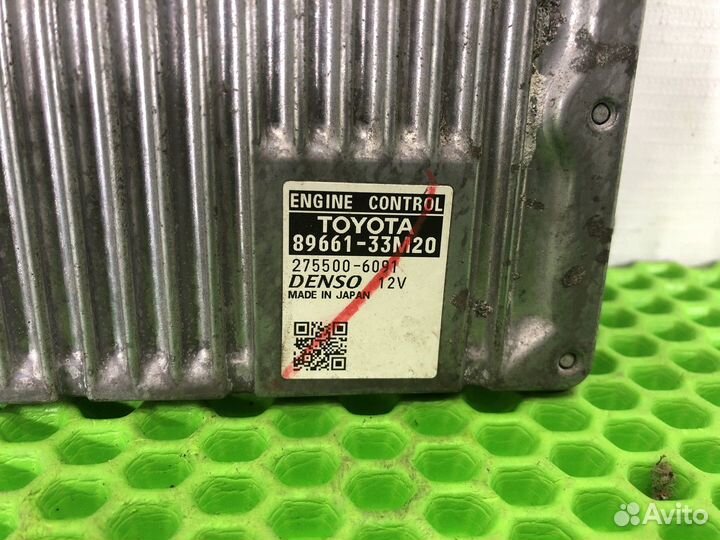 ENGINE CONTROL
TOYOTA
89661-33M20
275500-6091
DENSO 12V
MADE IN JAPAN
Avito